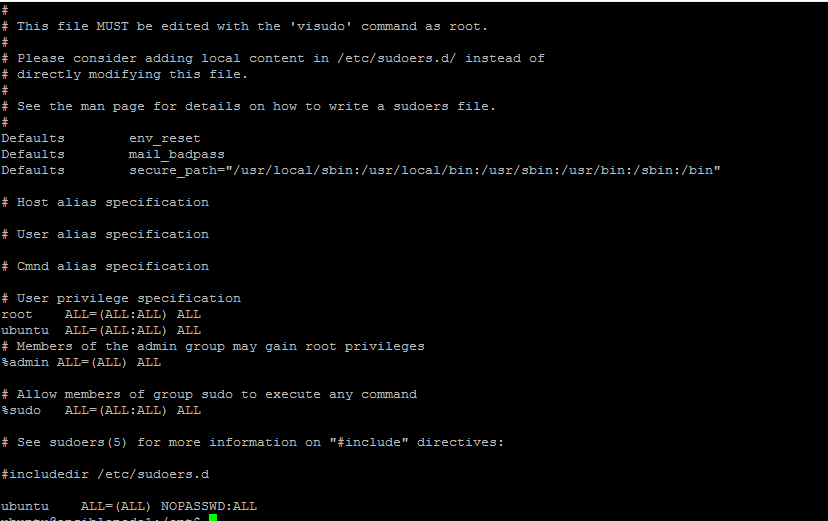 #
# This file MUST be edited with the 'visudo' command as root.
#
# Please consider adding local content in /etc/sudoers.d/ instead of
# directly modifying this file.
#
# See the man page for details on how to write a sudoers file.
#
Defaults        env_reset
Defaults        mail_badpass
Defaults        secure_path="/usr/local/sbin:/usr/local/bin:/usr/sbin:/usr/bin:/sbin:/bin"
# Host alias specification
# User alias specification
# Cmnd alias specification
# User privilege specification
root    ALL=(ALL:ALL) ALL
ubuntu  ALL=(ALL:ALL) ALL
# Members of the admin group may gain root privileges
%admin ALL=(ALL) ALL
# Allow members of group sudo to execute any command
%sudo   ALL=(ALL:ALL) ALL
# See sudoers(5) for more information on "#include" directives:
#includedir /etc/sudoers.d
ubuntu    ALL=(ALL) NOPASSWD:ALL